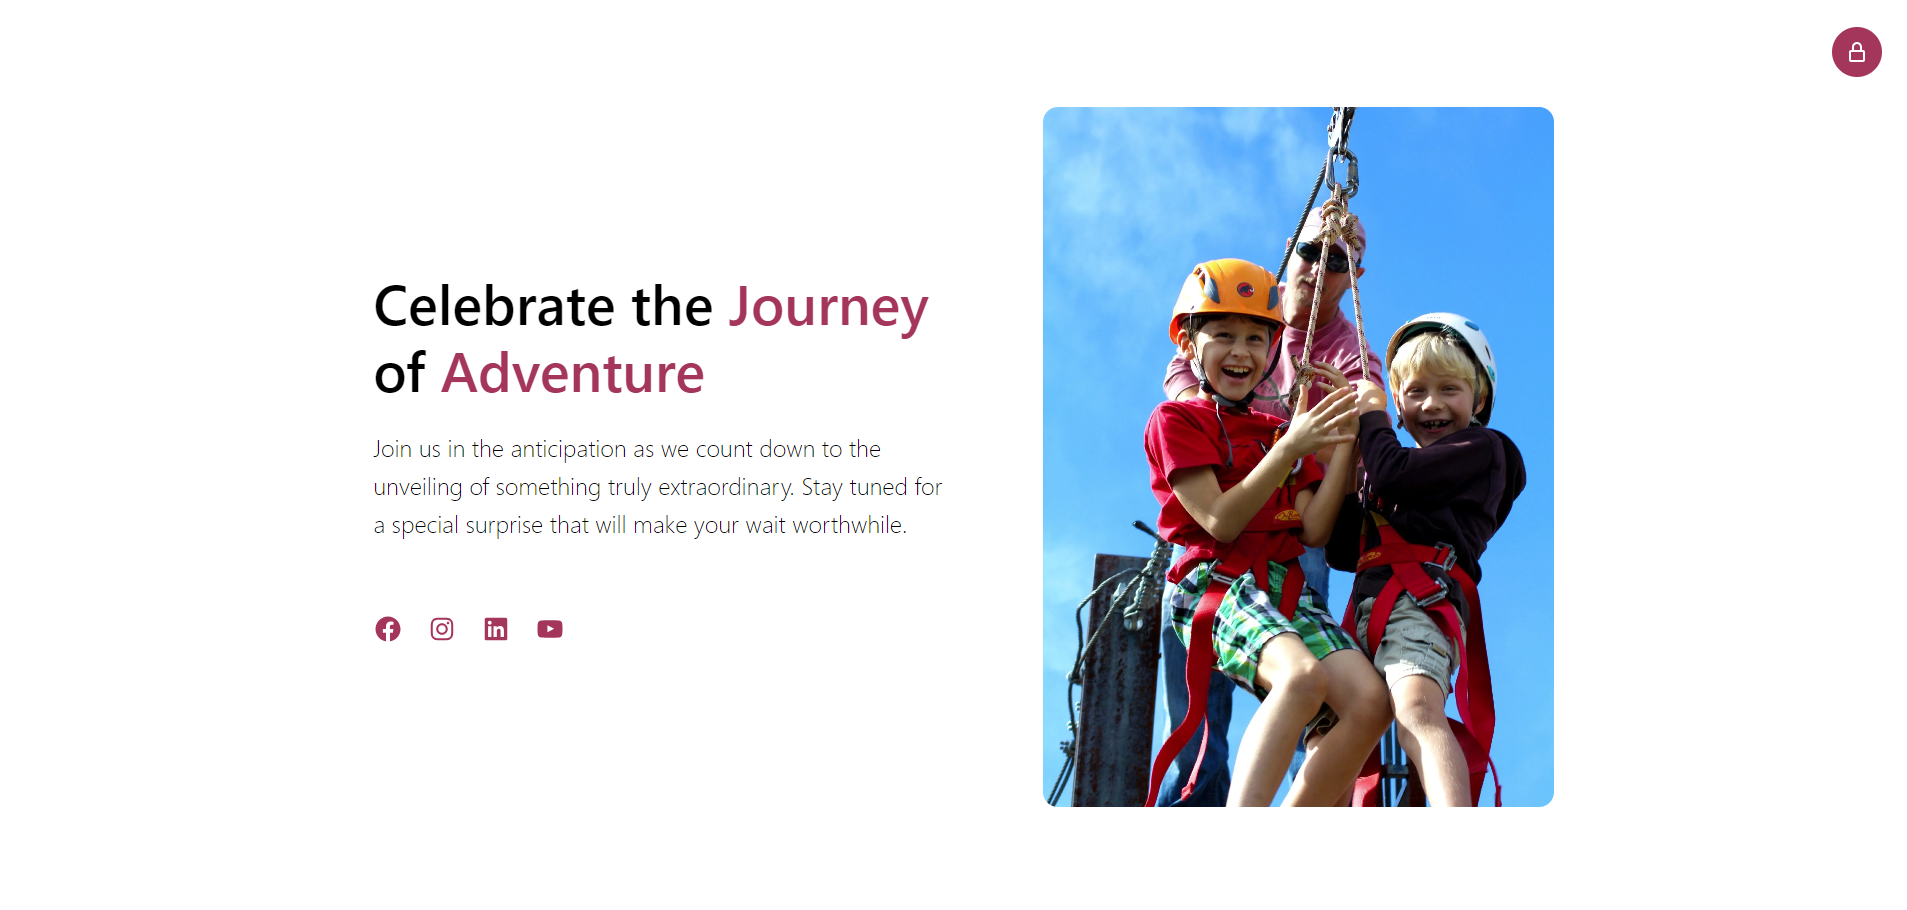 Celebrate the Journey
of Adventure
Join us in the anticipation as we count down to the
unveiling of something truly extraordinary. Stay tuned for
a special surprise that will make your wait worthwhile.